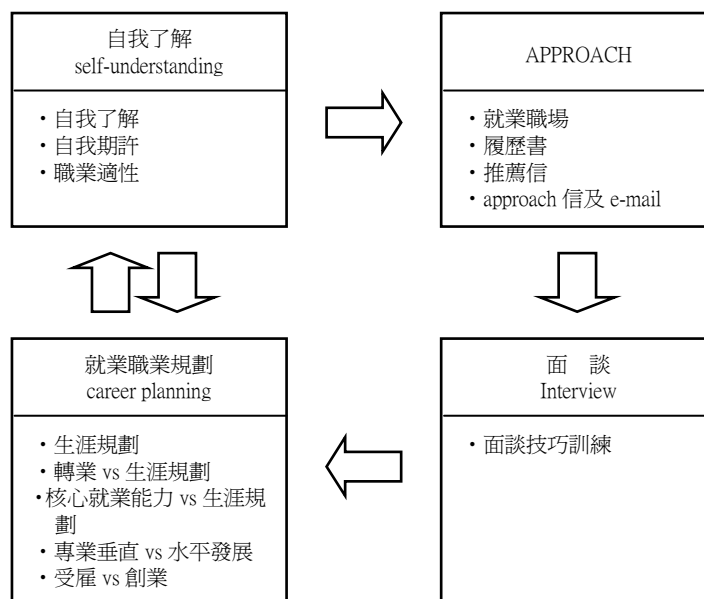 自我了解
self-understanding
・自我了解
・自我期許
・職業適性
APPROACH
・就業職場
・履歷書
・推薦信
・approach 信及 e-mail
就業職業規劃
career planning
・生涯規劃
・轉業 vs 生涯規劃
・核心就業能力 vs 生涯規
劃
・專業垂直 vs 水平發展
・受雇 vs 創業
面　談
Interview
・面談技巧訓練